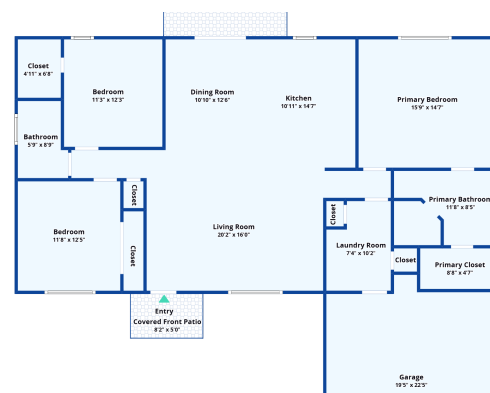 Closet
4'11" x 6'8"
Bedroom
11'3" x 12'3"
Dining Room
10'10" x 12'6"
Kitchen
10'11" x 14'7"
Primary Bedroom
15'9" x 14'7"
Bathroom
5'9" x 8'9"
Closet
Bedroom
11'8" x 12'5"
Closet
Living Room
20'2" x 16'0"
Closet
Laundry Room
7'4" x 10'2"
Primary Bathroom
11'8" x 8'5"
Closet
Primary Closet
8'8" x 4'7"
Entry
Covered Front Patio
8'2" x 5'0"
Garage
19'5" x 22'5"